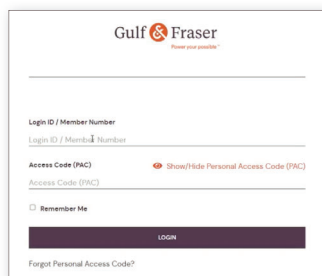 Gulf & Fraser
Power your possible™
Login ID / Member Number
Login ID / Member Number
Access Code (PAC)
Show/Hide Personal Access Code (PAC)
Access Code (PAC)
Remember Me
LOGIN
Forgot Personal Access Code?